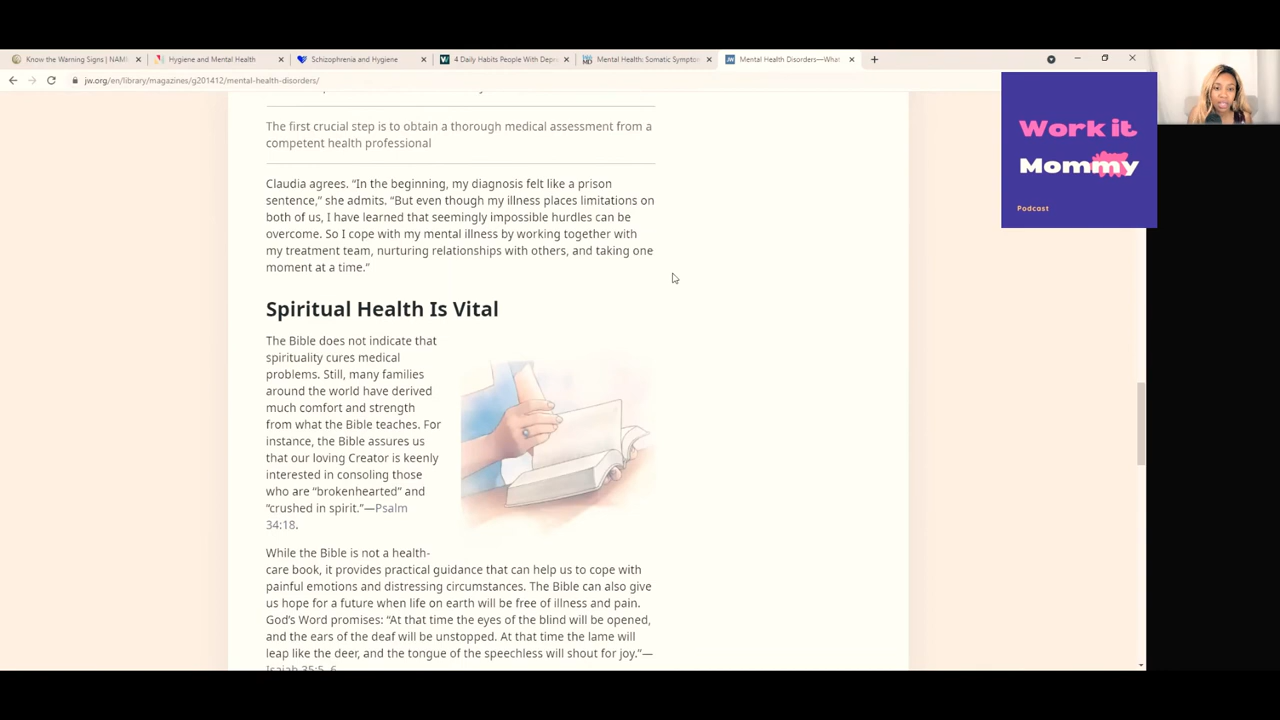 Know the Warning Signs | NAMI
Hygiene and Mental Health
Schizophrenia and Hygiene
4 Daily Habits People With Depr
Mental Health: Somatic Sympto
Mental Health Disorders—What
jw.org/en/library/magazines/g201412/mental-health-disorders/
Work it
Mommy
Podcast
The first crucial step is to obtain a thorough medical assessment from a
competent health professional
Claudia agrees. “In the beginning, my diagnosis felt like a prison
sentence,” she admits. “But even though my illness places limitations on
both of us, I have learned that seemingly impossible hurdles can be
overcome. So I cope with my mental illness by working together with
my treatment team, nurturing relationships with others, and taking one
moment at a time.”
Spiritual Health Is Vital
The Bible does not indicate that
spirituality cures medical
problems. Still, many families
around the world have derived
much comfort and strength
from what the Bible teaches. For
instance, the Bible assures us
that our loving Creator is keenly
interested in consoling those
who are “brokenhearted” and
“crushed in spirit.”—Psalm
34:18.
While the Bible is not a health-
care book, it provides practical guidance that can help us to cope with
painful emotions and distressing circumstances. The Bible can also give
us hope for a future when life on earth will be free of illness and pain.
God’s Word promises: “At that time the eyes of the blind will be opened,
and the ears of the deaf will be unstopped. At that time the lame will
leap like the deer, and the tongue of the speechless will shout for joy.”—
Isaiah 35:5, 6.